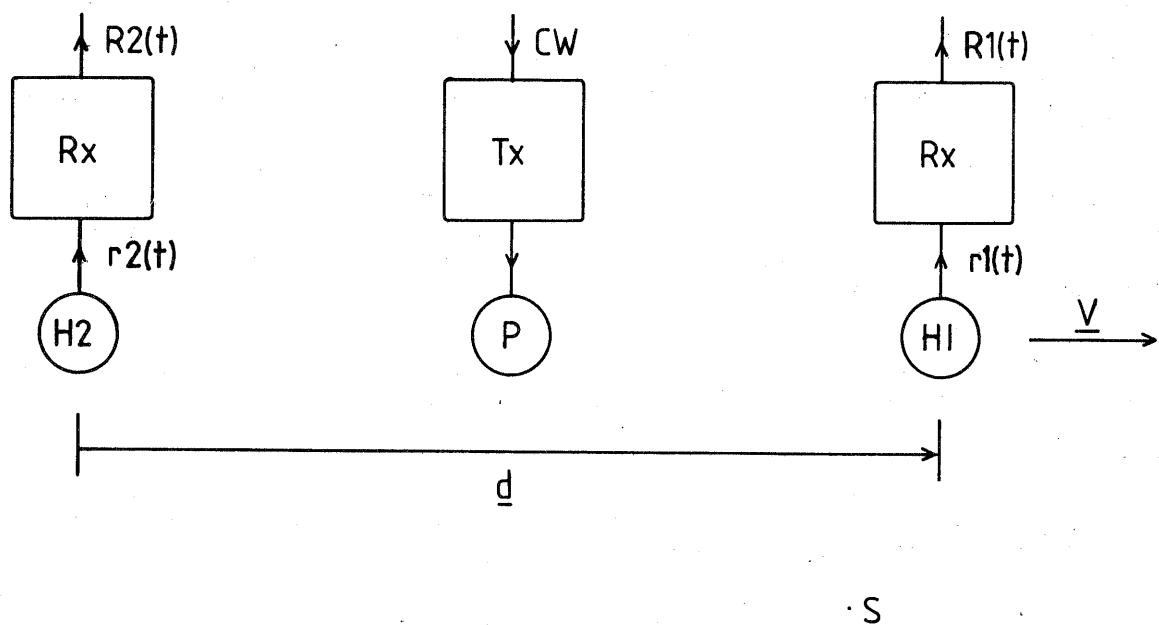 R2(t)
CW
R1(t)
Rx
Tx
Rx
r2(t)
r1(t)
H2
P
H1
V
d
S